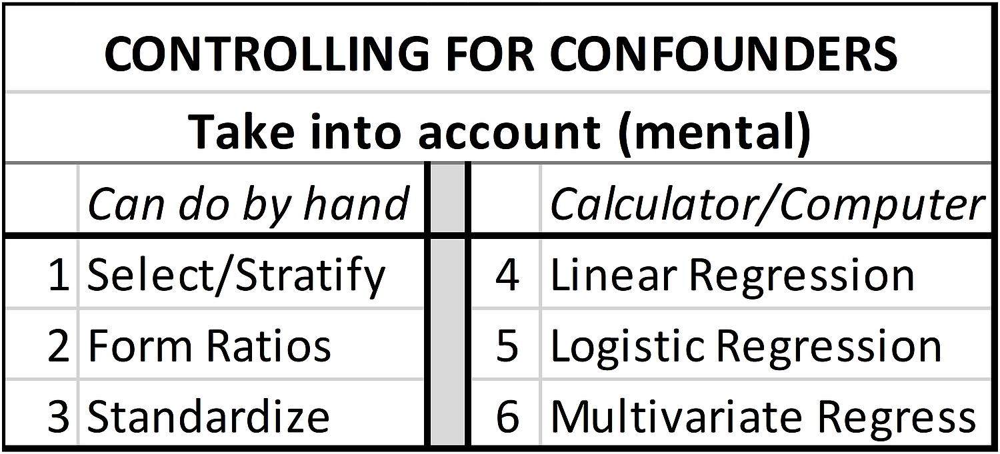 CONTROLLING FOR CONFOUNDERS
Take into account (mental)
Can do by hand Calculator/Computer
1 Select/Stratify 4 Linear Regression
2 Form Ratios 5 Logistic Regression
3 Standardize 6 Multivariate Regress